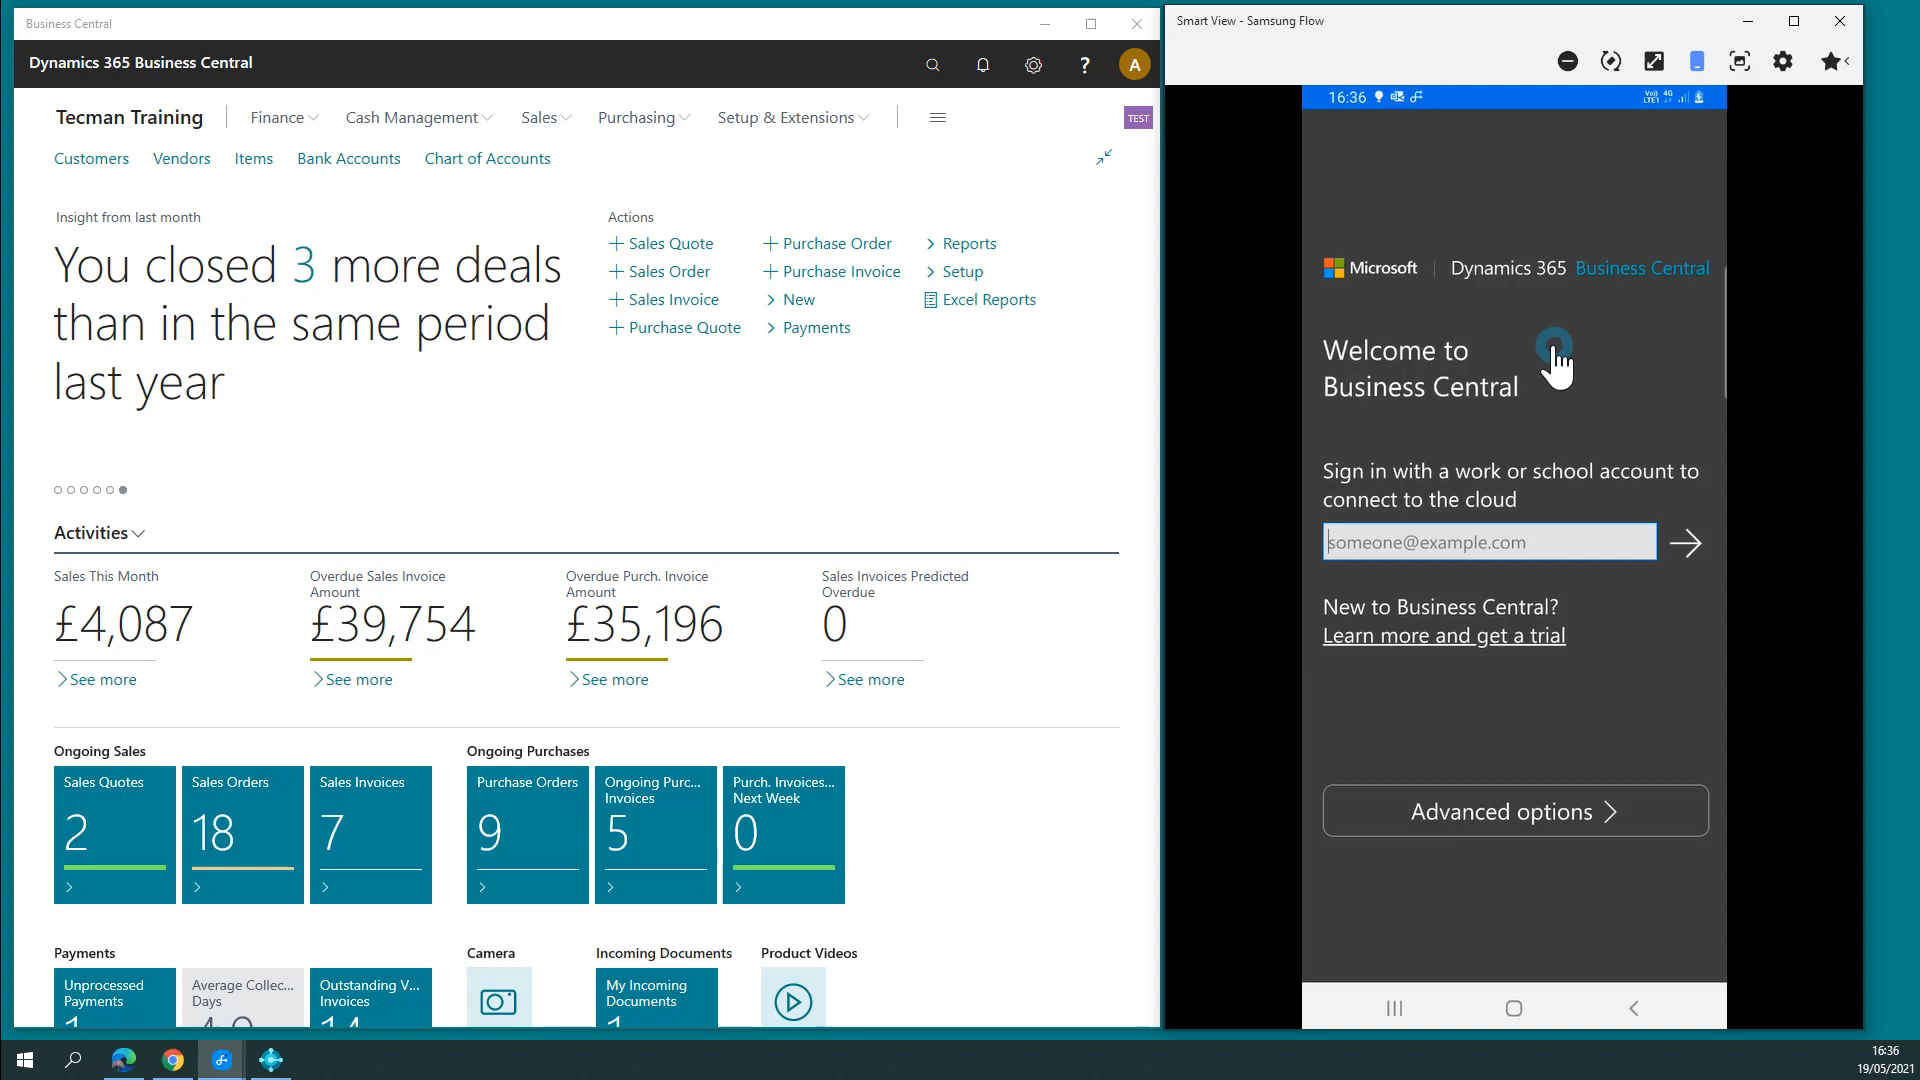 Business Central
Dynamics 365 Business Central
?
A
Tecman Training
Finance
Cash Management
Sales
Purchasing
Setup & Extensions
TEST
Customers
Vendors
Items
Bank Accounts
Chart of Accounts
Insight from last month
You closed 3 more deals
than in the same period
last year
Actions
Sales Quote
Sales Order
Sales Invoice
Purchase Quote
Purchase Order
Purchase Invoice
New
Payments
Reports
Setup
Excel Reports
Activities
Sales This Month
£4,087
See more
Overdue Sales Invoice
Amount
£39,754
See more
Overdue Purch. Invoice
Amount
£35,196
See more
Sales Invoices Predicted
Overdue
0
See more
Ongoing Sales
Sales Quotes
2
Sales Orders
18
Sales Invoices
7
Ongoing Purchases
Purchase Orders
9
Ongoing Purc...
Invoices
5
Purch. Invoices...
Next Week
0
Payments
Unprocessed
Payments
Average Collec...
Days
Outstanding V...
Invoices
Camera
Incoming Documents
My Incoming
Documents
Product Videos
Smart View - Samsung Flow
16:36
Microsoft | Dynamics 365 Business Central
Welcome to
Business Central
Sign in with a work or school account to
connect to the cloud
someone@example.com
New to Business Central?
Learn more and get a trial
Advanced options
16:36
19/05/2021